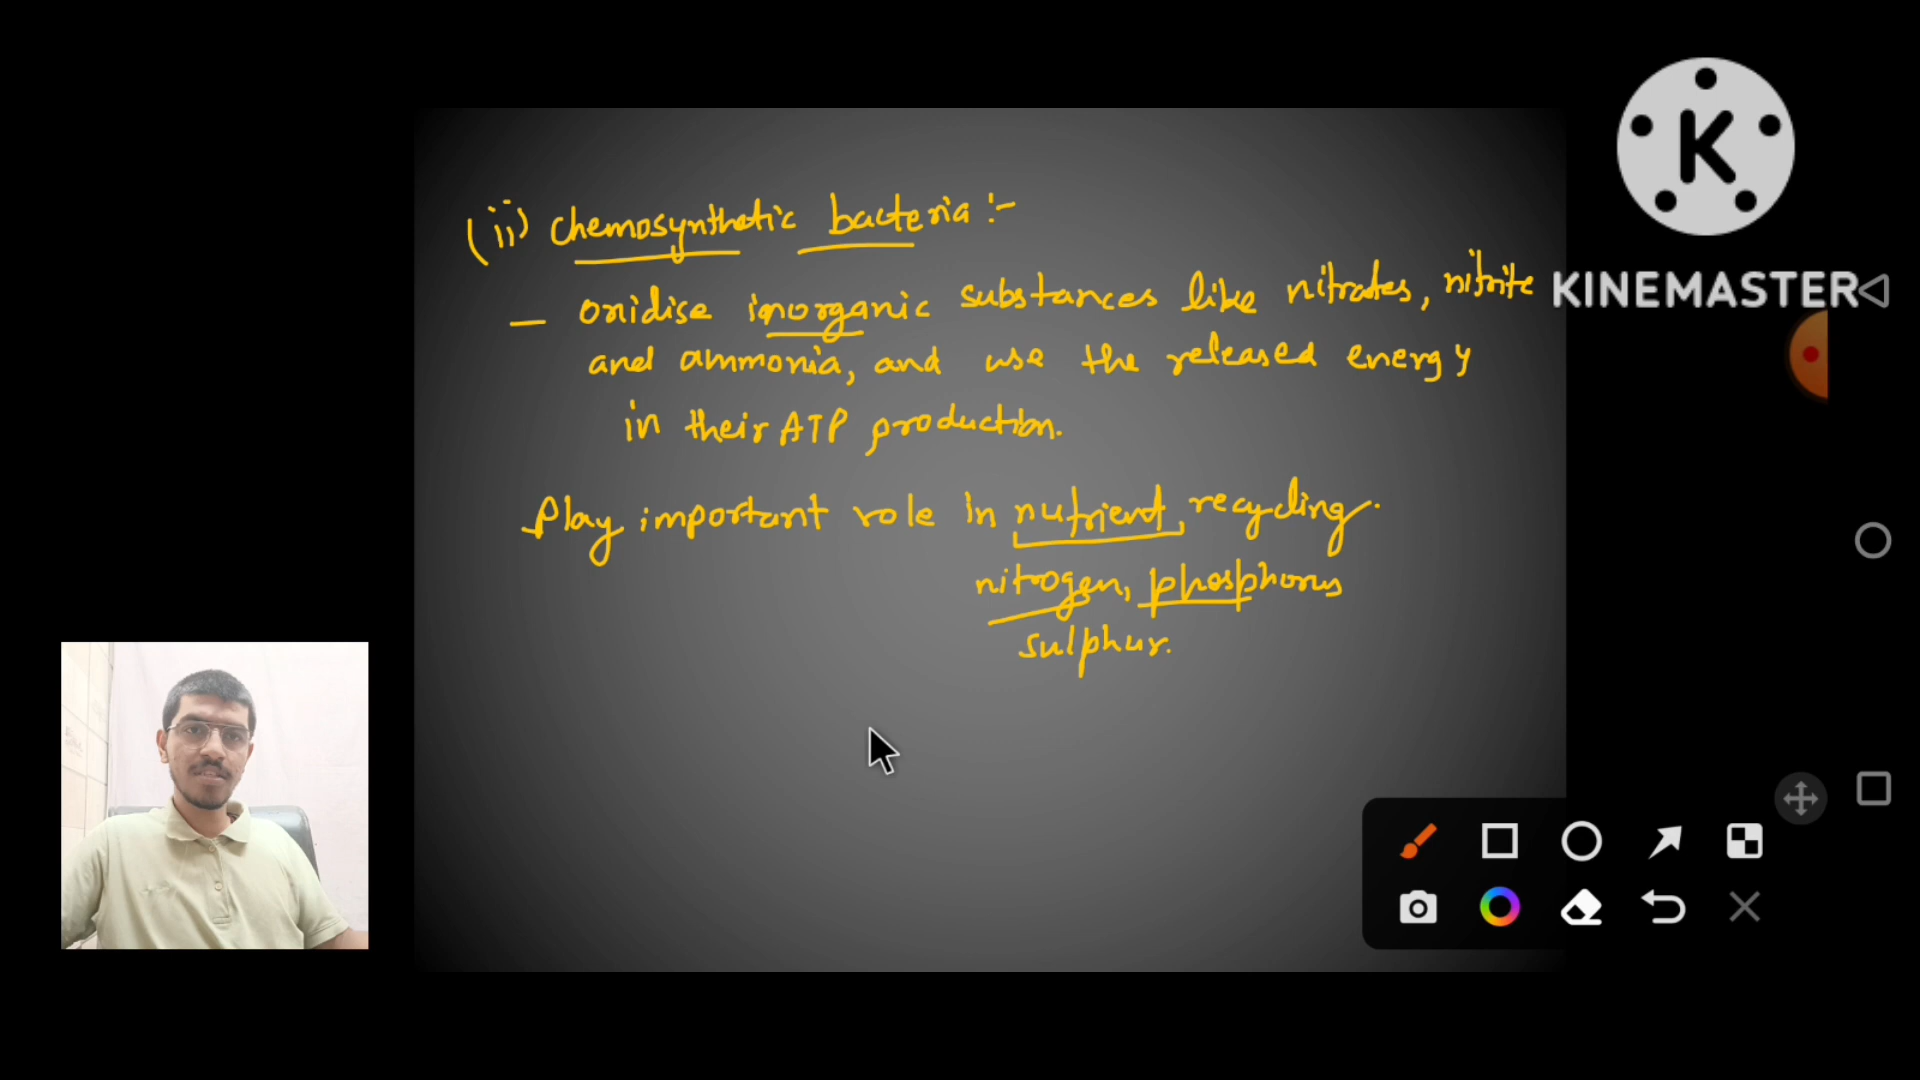 (ii) Chemosynthetic bacteria :-
— oxidise inorganic substances like nitrates, nitrite
and ammonia, and use the released energy
in their ATP production.
Play important role in nutrient recycling.
nitrogen, phosphorus
sulphur.
K
KINEMASTER